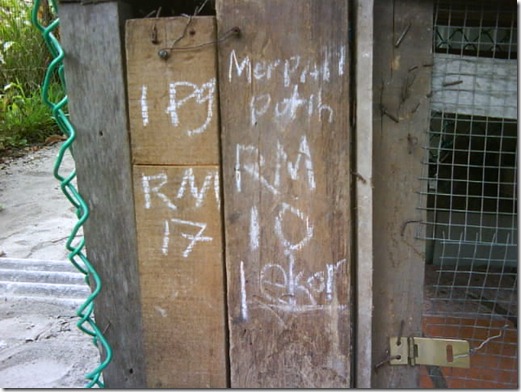 1 Pg
RM
17
MerPAti
Putih
RM
10
1 ekor